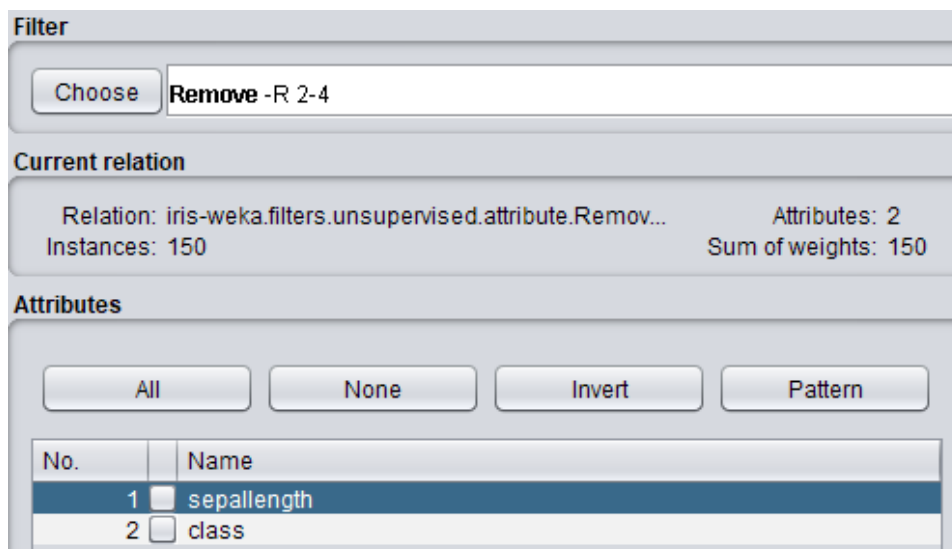 Filter
Choose Remove -R 2-4
Current relation
Relation: iris-weka.filters.unsupervised.attribute.Remov... Attributes: 2
Instances: 150 Sum of weights: 150
Attributes
All None Invert Pattern
No. Name
1 sepallength
2 class